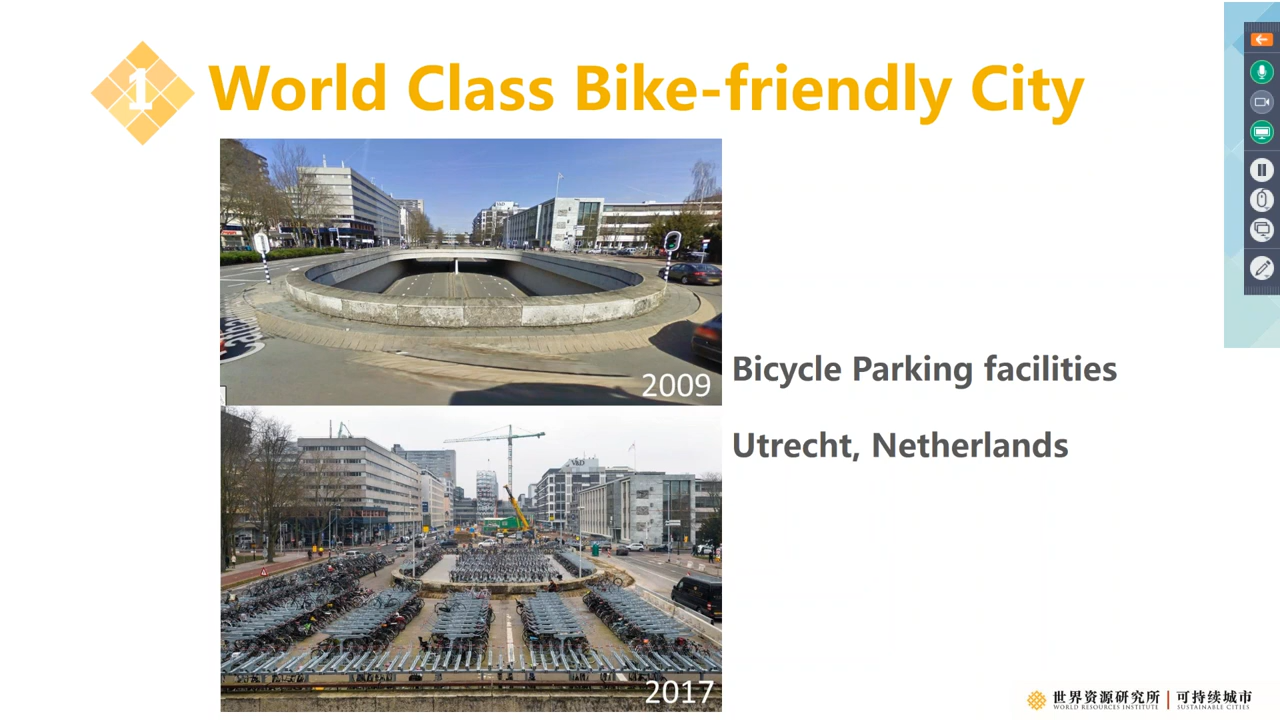 1
World Class Bike-friendly City
2009
Bicycle Parking facilities
Utrecht, Netherlands
V&D
2017
世界资源研究所 | 可持续城市
WORLD RESOURCES INSTITUTE | SUSTAINABLE CITIES